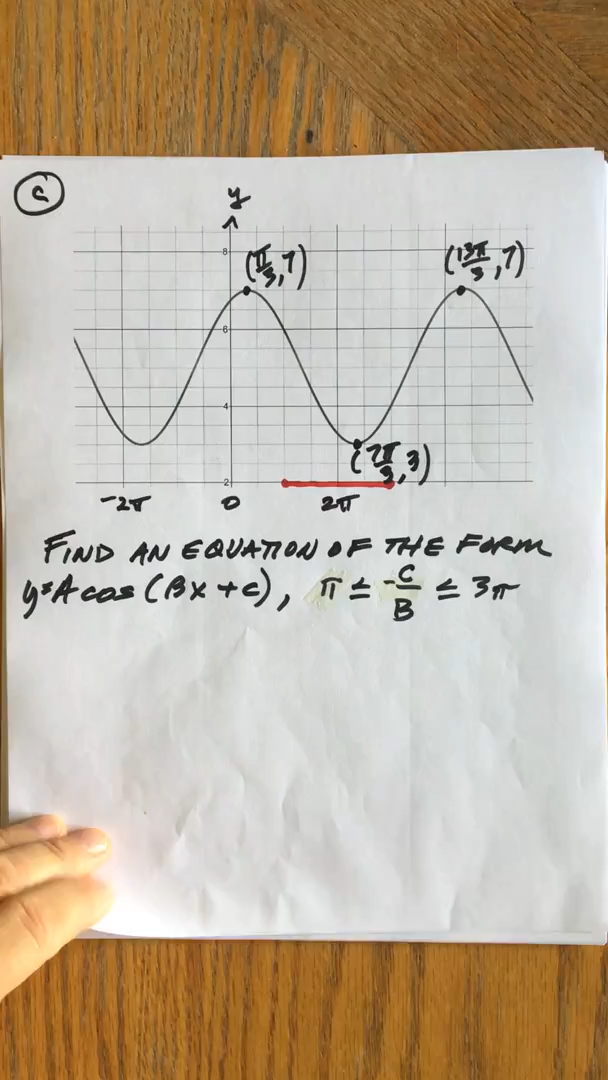 C
y
8
(π/3, 7)
(13π/3, 7)
6
4
(7π/3, 3)
2
-2π 0 2π
FIND AN EQUATION OF THE FORM
y=A cos (Bx+c), π ≤ -C/B ≤ 3π